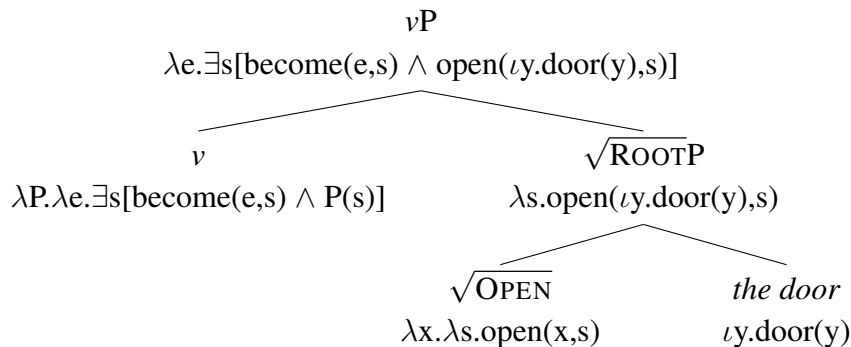 vP
λe.∃s[become(e,s) ∧ open(ιy.door(y),s)]
v √ROOTP
λP.λe.∃s[become(e,s) ∧ P(s)] λs.open(ιy.door(y),s)
√OPEN the door
λx.λs.open(x,s) ιy.door(y)